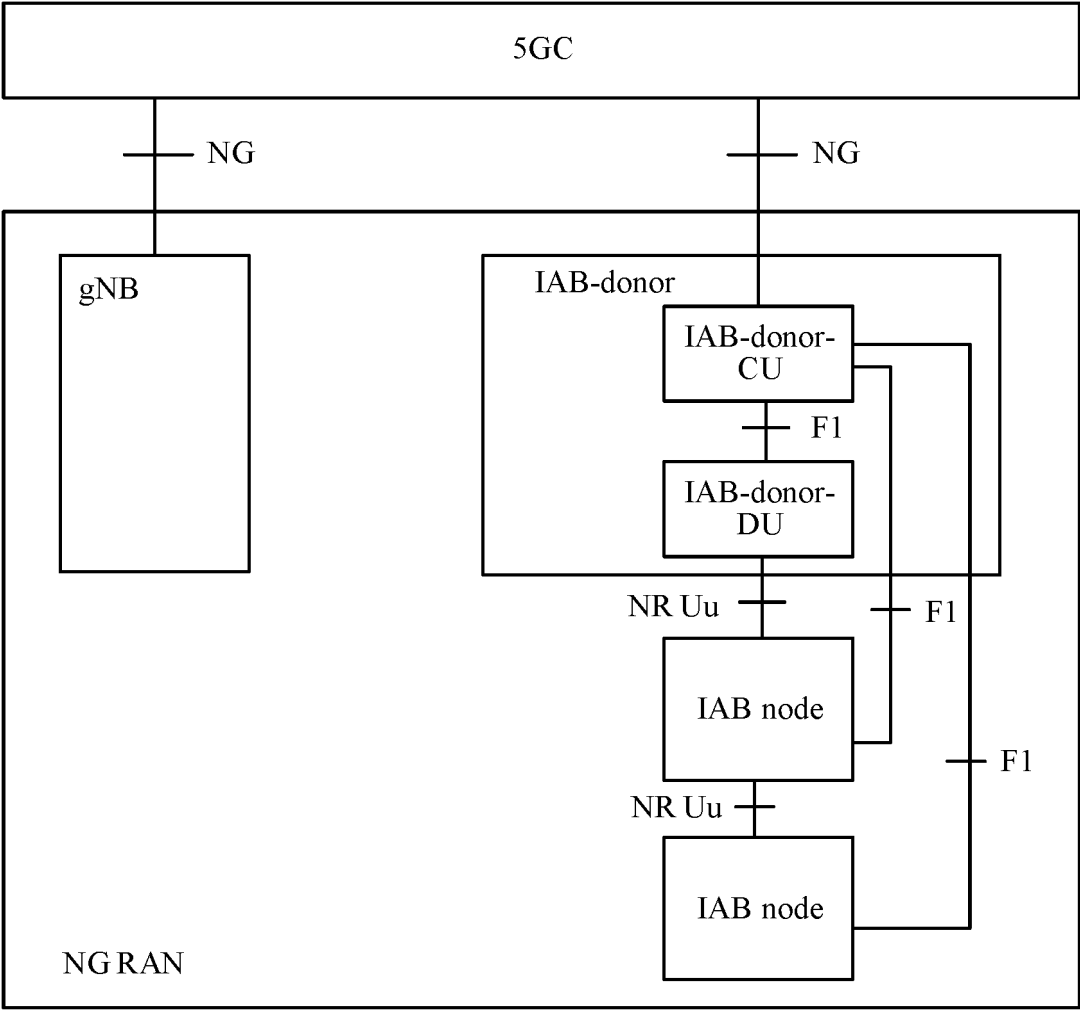 5GC
NG
NG
gNB
IAB-donor
IAB-donor-
CU
F1
IAB-donor-
DU
NR Uu
F1
IAB node
F1
NR Uu
IAB node
NG RAN